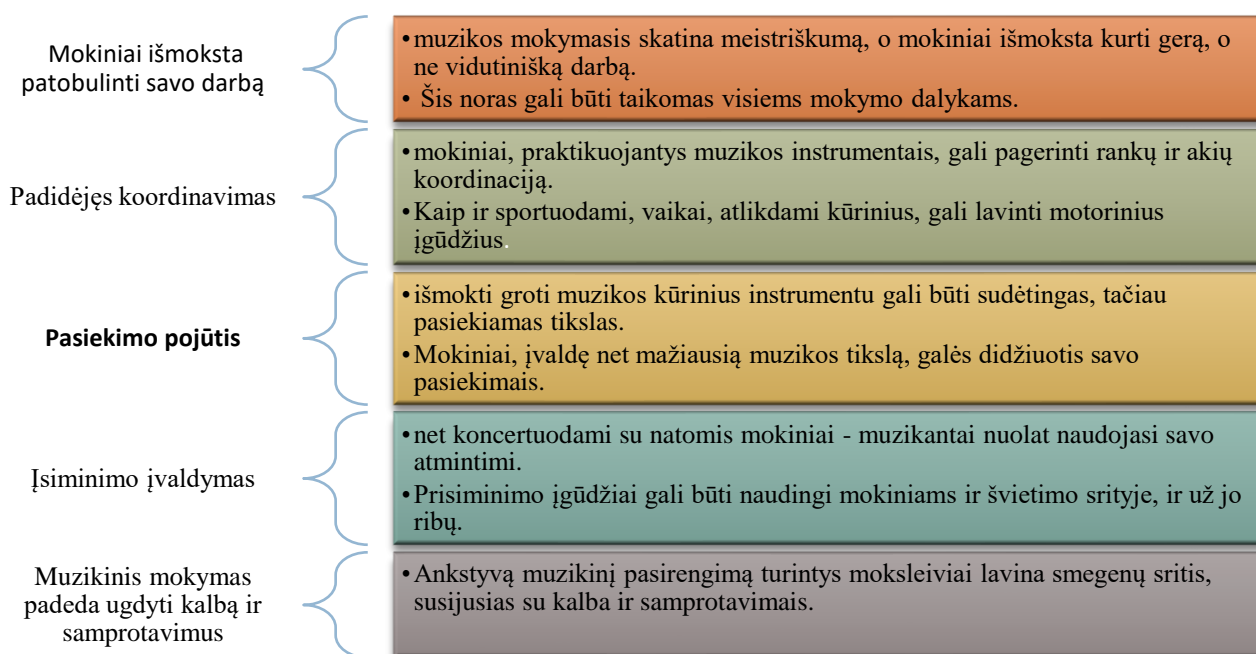 Mokiniai išmoksta
patobulinti savo darbą
•muzikos mokymasis skatina meistriškumą, o mokiniai išmoksta kurti gerą, o
ne vidutinišką darbą.
• Šis noras gali būti taikomas visiems mokymo dalykams.
Padidėjęs koordinavimas
•mokiniai, praktikuojantys muzikos instrumentais, gali pagerinti rankų ir akių
koordinaciją.
•Kaip ir sportuodami, vaikai, atlikdami kūrinius, gali lavinti motorinius
įgūdžius.
Pasiekimo pojūtis
•išmokti groti muzikos kūrinius instrumentu gali būti sudėtingas, tačiau
pasiekiamas tikslas.
•Mokiniai, įvaldę net mažiausią muzikos tikslą, galės didžiuotis savo
pasiekimais.
Įsiminimo įvaldymas
•net koncertuodami su natomis mokiniai - muzikantai nuolat naudojasi savo
atmintimi.
•Prisiminimo įgūdžiai gali būti naudingi mokiniams ir švietimo srityje, ir už jo
ribų.
Muzikinis mokymas
padeda ugdyti kalbą ir
samprotavimus
•Ankstyvą muzikinį pasirengimą turintys moksleiviai lavina smegenų sritis,
susijusias su kalba ir samprotavimais.